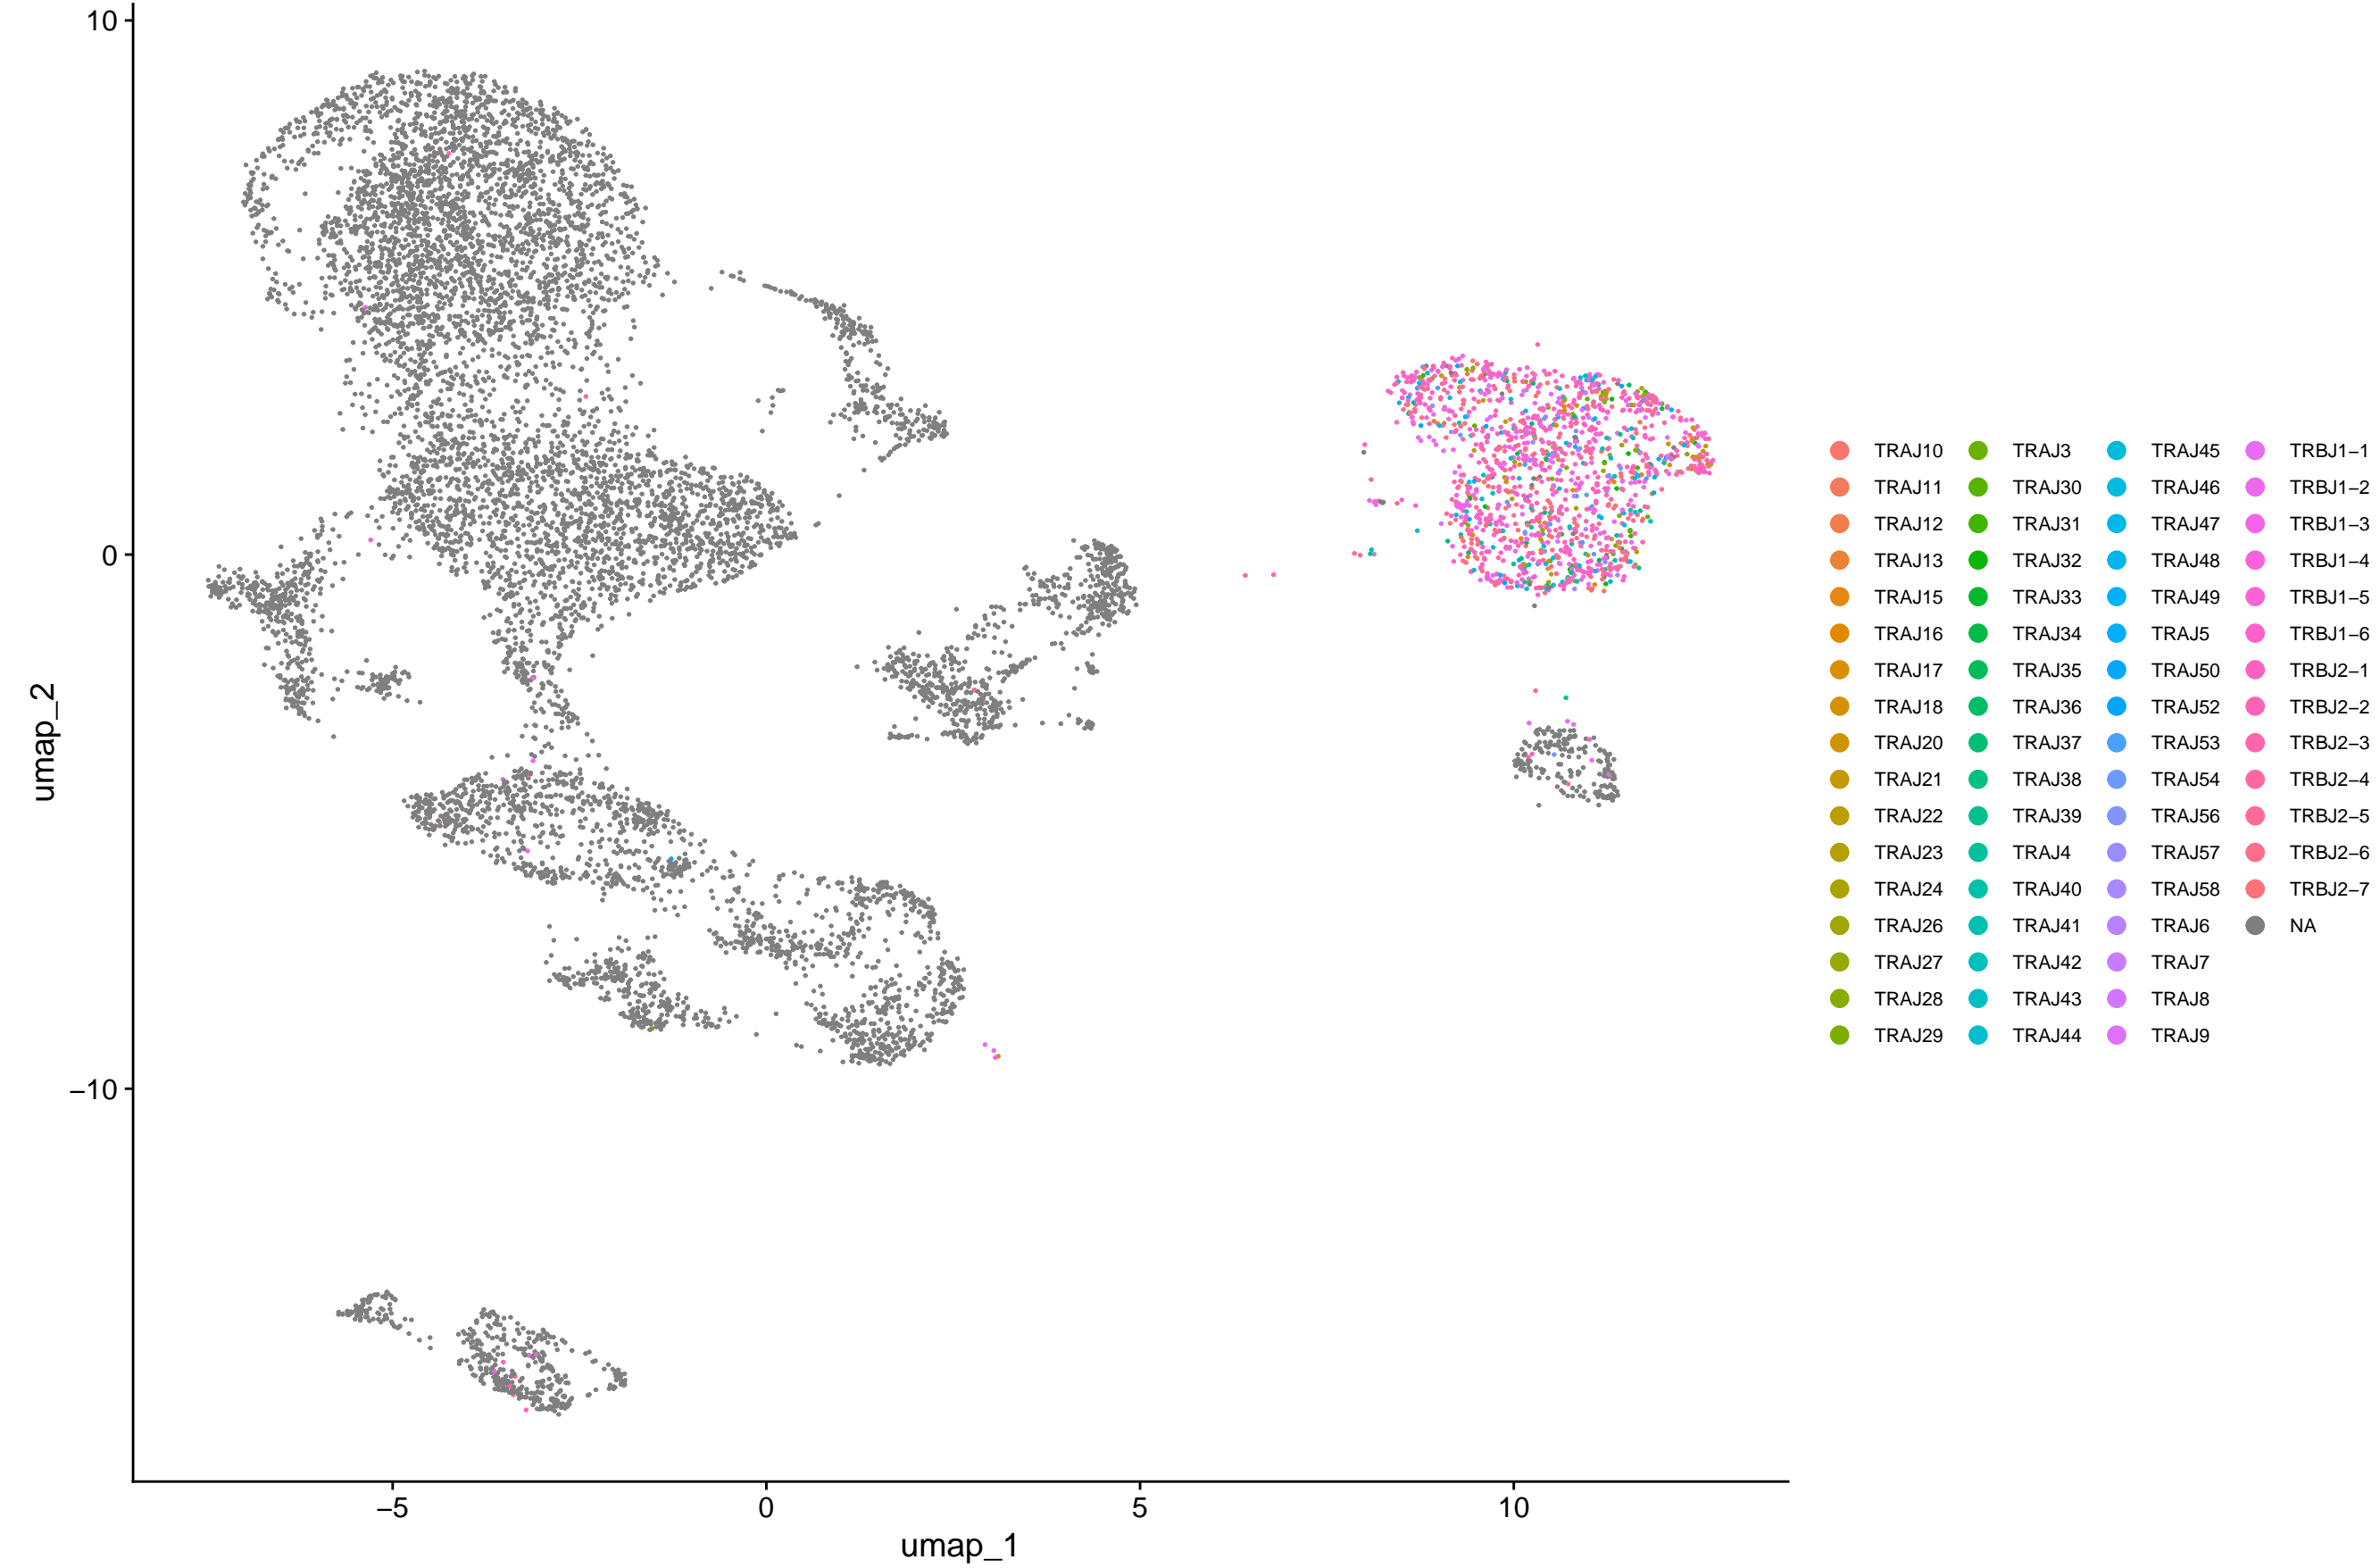 10
0
−10
umap_2
−5
0
5
10
umap_1
TRAJ10 TRAJ3 TRAJ45 TRBJ1−1
TRAJ11 TRAJ30 TRAJ46 TRBJ1−2
TRAJ12 TRAJ31 TRAJ47 TRBJ1−3
TRAJ13 TRAJ32 TRAJ48 TRBJ1−4
TRAJ15 TRAJ33 TRAJ49 TRBJ1−5
TRAJ16 TRAJ34 TRAJ5 TRBJ1−6
TRAJ17 TRAJ35 TRAJ50 TRBJ2−1
TRAJ18 TRAJ36 TRAJ52 TRBJ2−2
TRAJ20 TRAJ37 TRAJ53 TRBJ2−3
TRAJ21 TRAJ38 TRAJ54 TRBJ2−4
TRAJ22 TRAJ39 TRAJ56 TRBJ2−5
TRAJ23 TRAJ4 TRAJ57 TRBJ2−6
TRAJ24 TRAJ40 TRAJ58 TRBJ2−7
TRAJ26 TRAJ41 TRAJ6 NA
TRAJ27 TRAJ42 TRAJ7
TRAJ28 TRAJ43 TRAJ8
TRAJ29 TRAJ44 TRAJ9